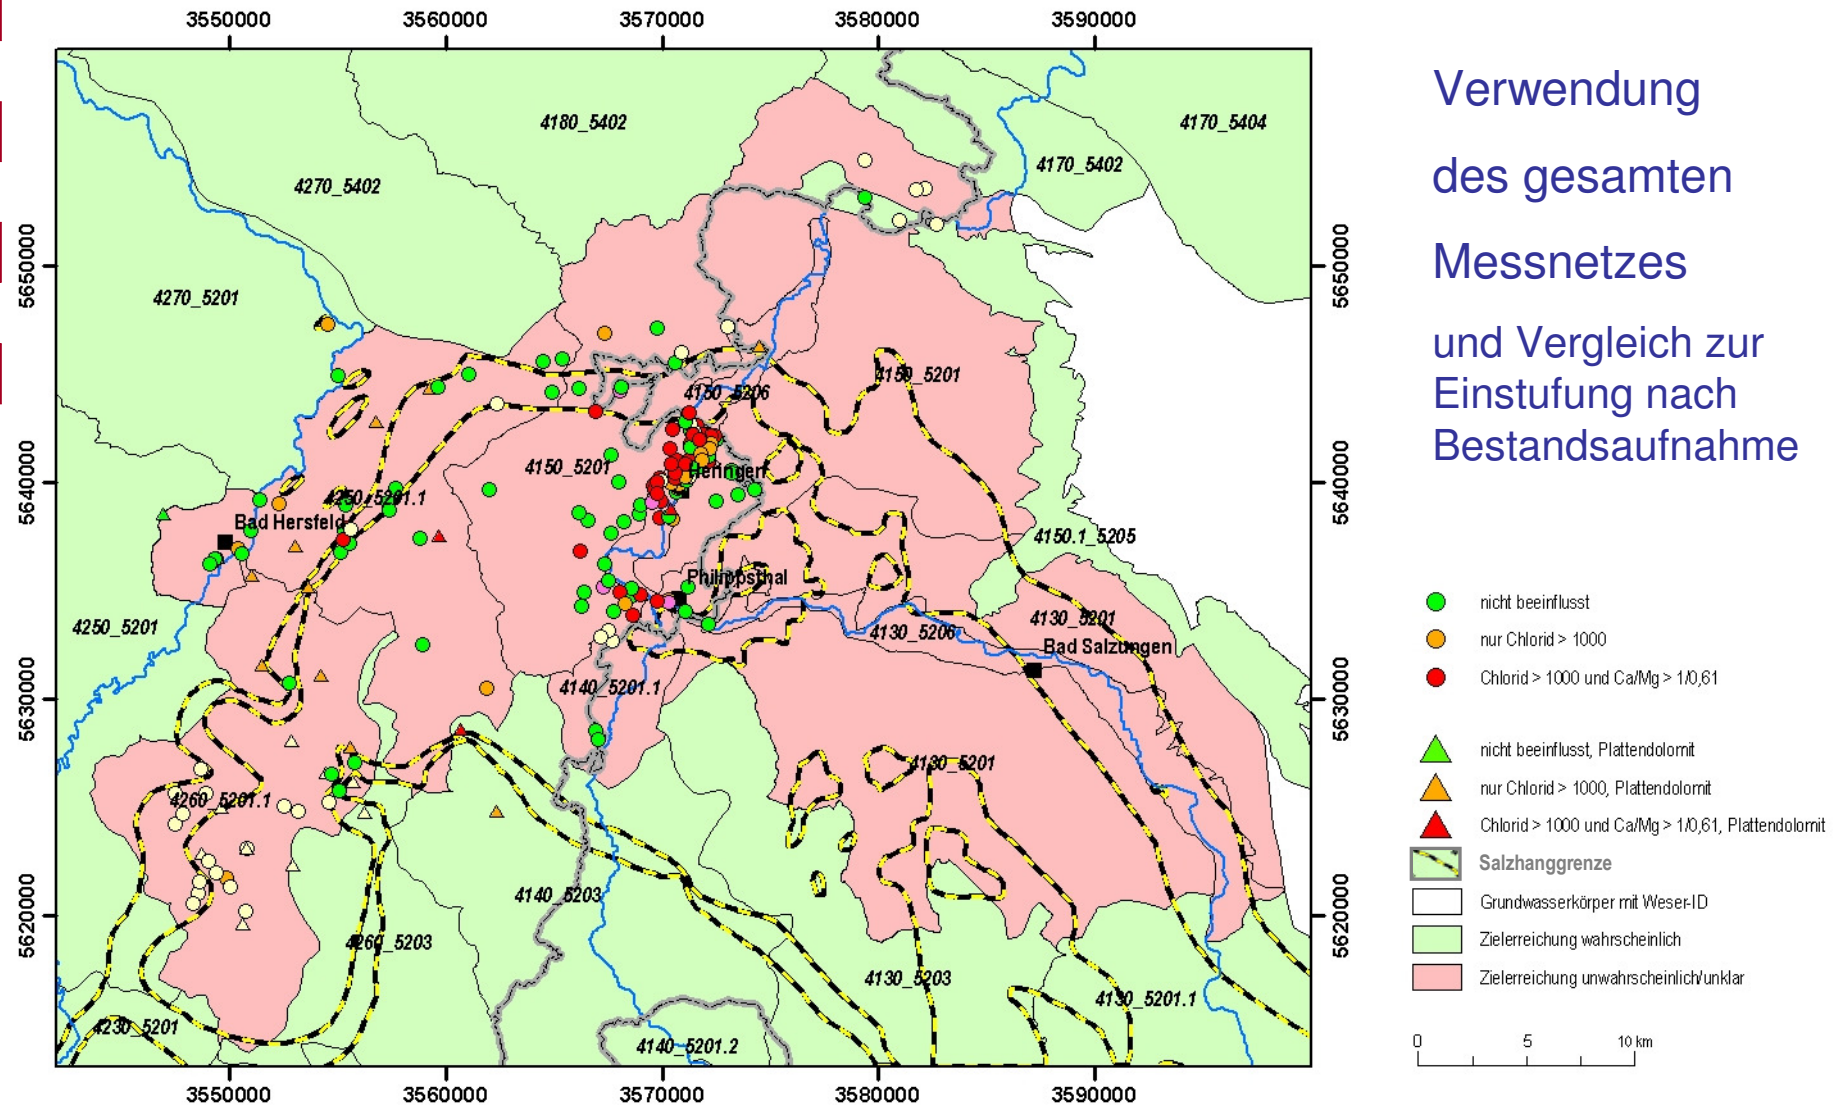 3550000 3560000 3570000 3580000 3590000
Verwendung
des gesamten
Messnetzes
und Vergleich zur
Einstufung nach
Bestandsaufnahme
4180_5402
4170_5404
4170_5402
4270_5402
4270_5201
5650000
5650000
4150_5201
4150_5206
4150_5201
Heringen
4250_5201.1
Bad Hersfeld
5640000
5640000
4150.1_5205
Philippsthal
4250_5201
4130_5206
4130_5201
Bad Salzungen
4140_5201.1
5630000
5630000
4130_5201
4260_5201.1
4140_5203
5620000
5620000
4260_5203
4130_5203
4130_5201.1
4230_5201
4140_5201.2
3550000 3560000 3570000 3580000 3590000
nicht beeinflusst
nur Chlorid > 1000
Chlorid > 1000 und Ca/Mg > 1/0,61
nicht beeinflusst, Plattendolomit
nur Chlorid > 1000, Plattendolomit
Chlorid > 1000 und Ca/Mg > 1/0,61, Plattendolomit
Salzhanggrenze
Grundwasserkörper mit Weser-ID
Zielerreichung wahrscheinlich
Zielerreichung unwahrscheinlich/unklar
0 5 10 km